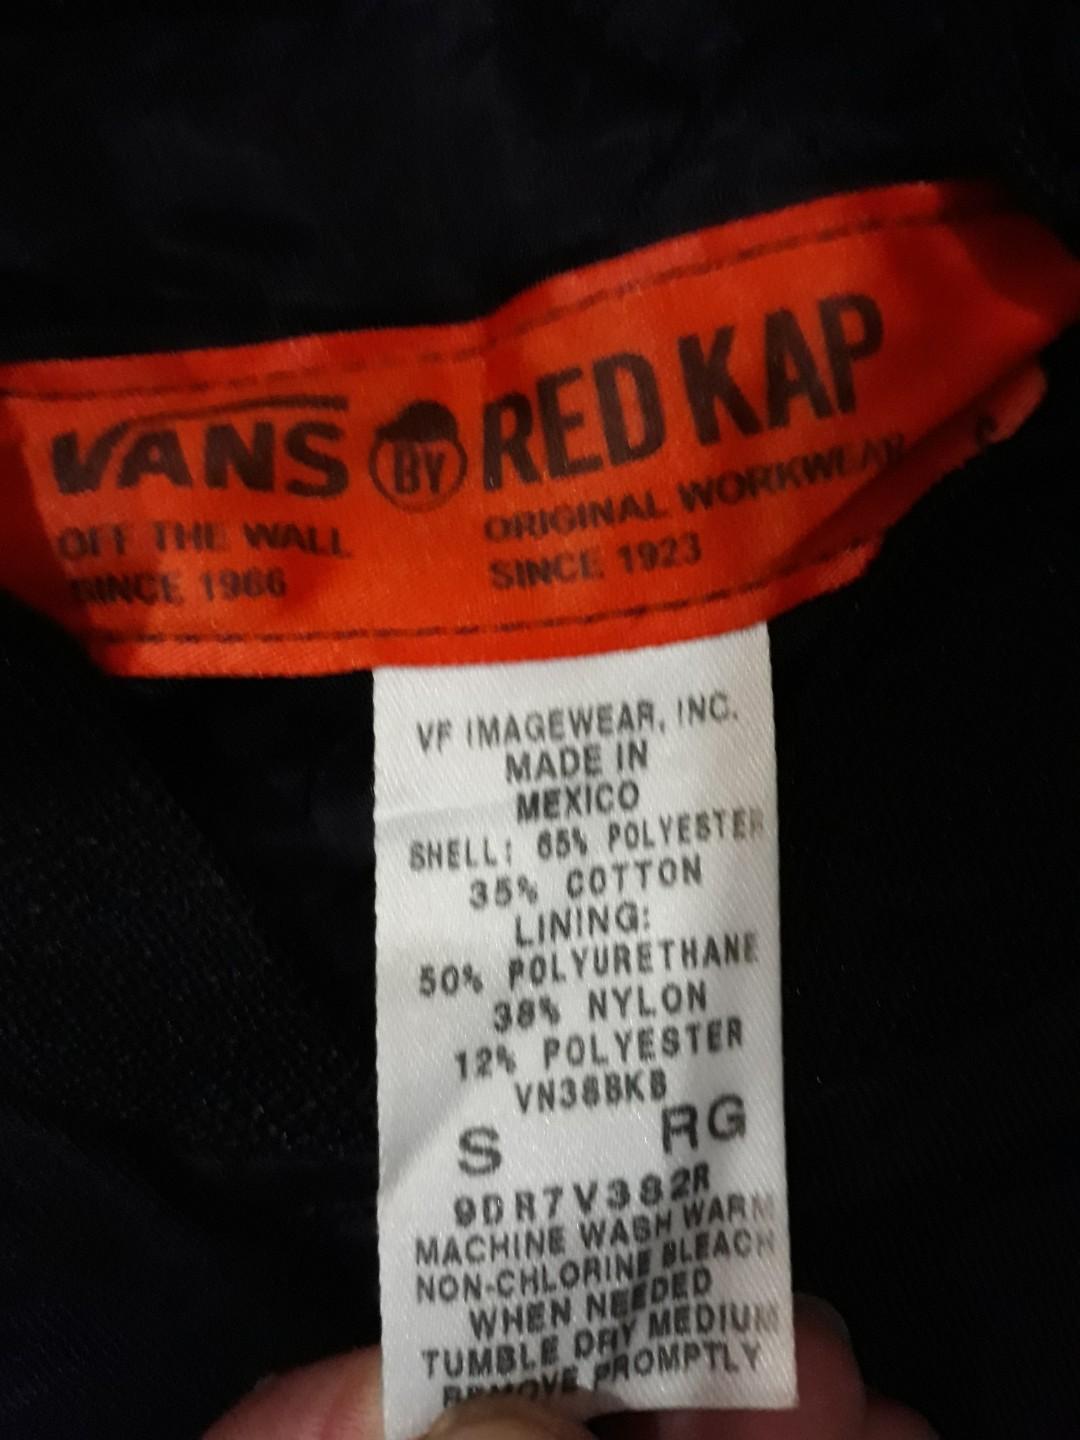 VANS BY RED KAP
OFF THE WALL
SINCE 1966
ORIGINAL WORKWEAR
SINCE 1923
VF IMAGEWEAR, INC.
MADE IN
MEXICO
SHELL: 65% POLYESTER
35% COTTON
LINING:
50% POLYURETHANE
38% NYLON
12% POLYESTER
VN38BKB
S RG
9DR7V382R
MACHINE WASH WARM
NON-CHLORINE BLEACH
WHEN NEEDED
TUMBLE DRY MEDIUM
REMOVE PROMPTLY